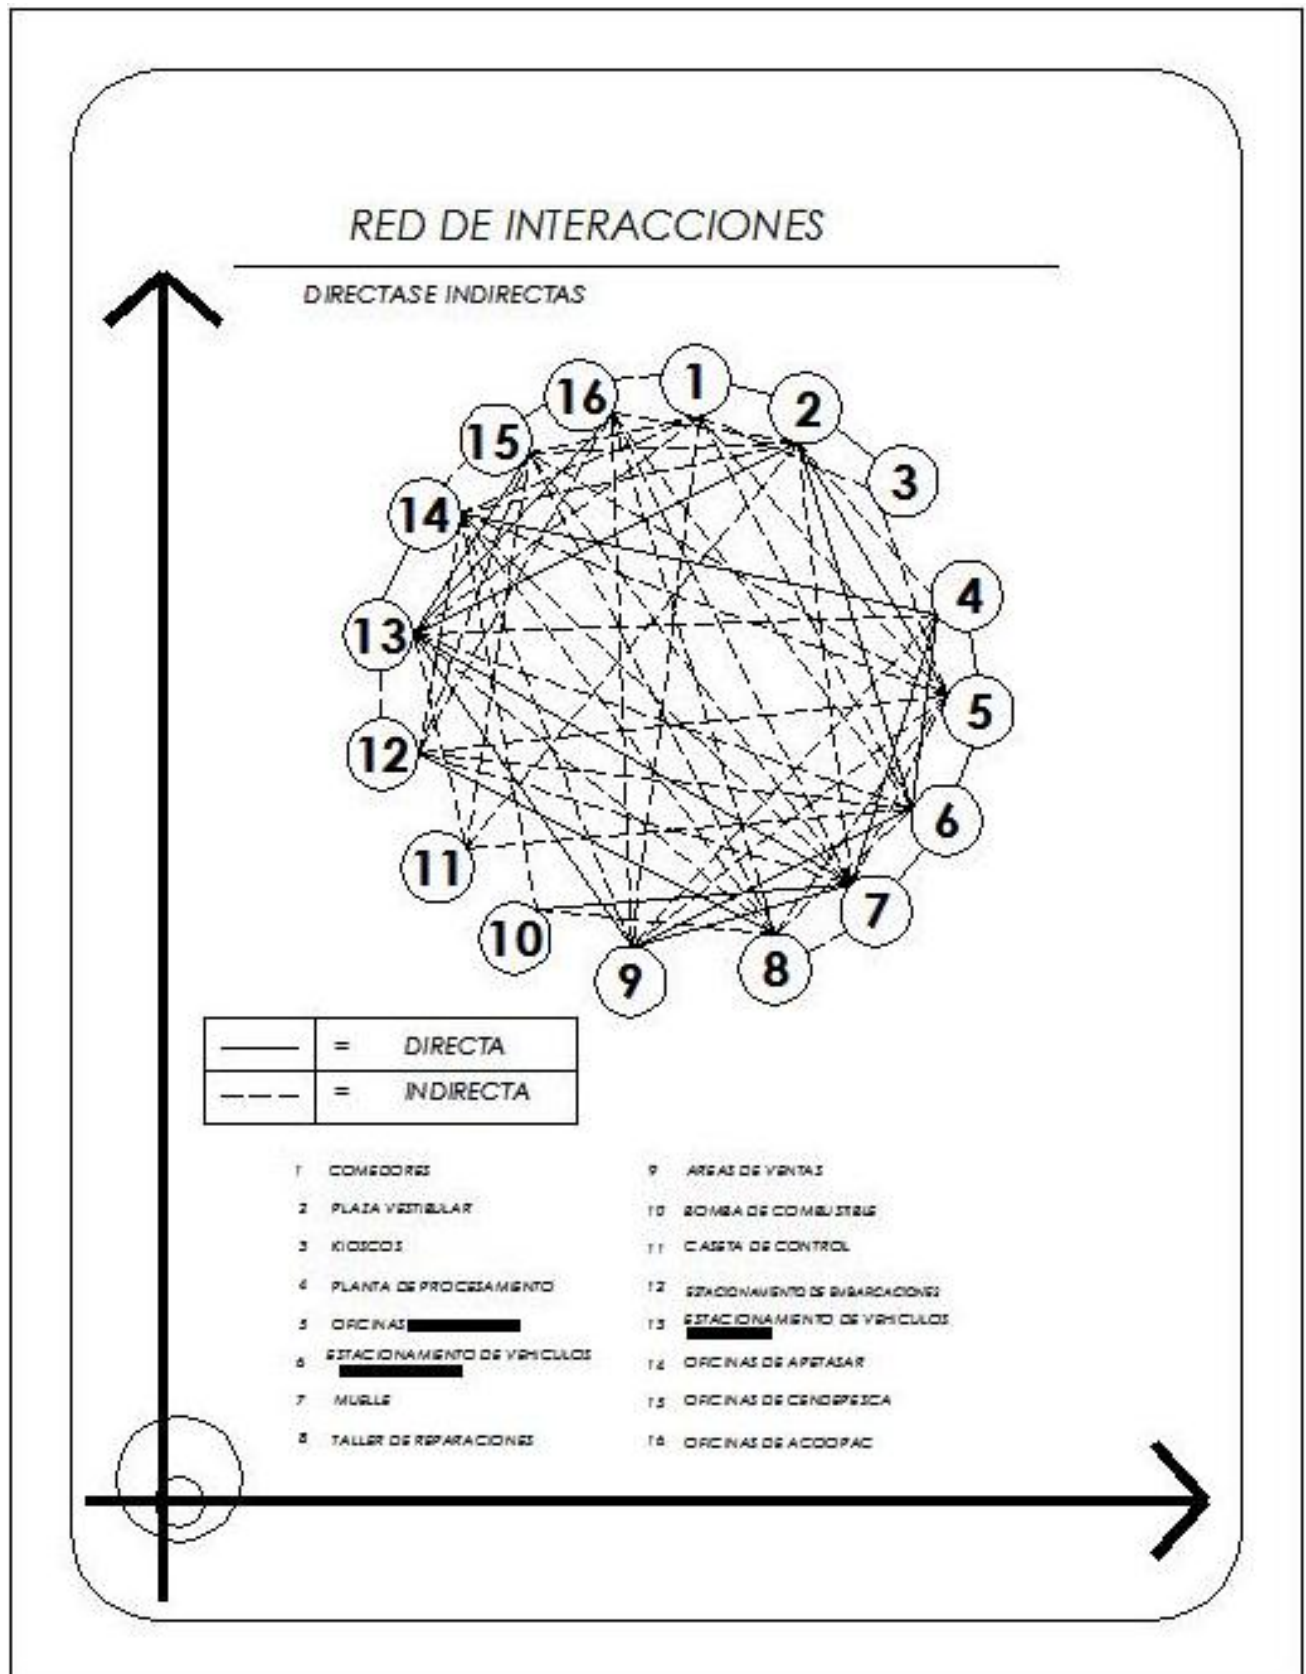 RED DE INTERACCIONES
DIRECTAS E INDIRECTAS
1
2
3
4
5
6
7
8
9
10
11
12
13
14
15
16
= DIRECTA
= INDIRECTA
1 COMEDORES
2 PLAZA VESTIBULAR
3 KIOSCOS
4 PLANTA DE PROCESAMIENTO
5 OFICINAS
6 ESTACIONAMIENTO DE VEHICULOS
7 MUELLE
8 TALLER DE REPARACIONES
9 AREAS DE VENTAS
10 BOMBA DE COMBUSTIBLE
11 CASETA DE CONTROL
12 ESTACIONAMIENTO DE EMBARCACIONES
13 ESTACIONAMIENTO DE VEHICULOS
14 OFICINAS DE APETASAR
15 OFICINAS DE CENDEPESCA
16 OFICINAS DE ACOOPAC